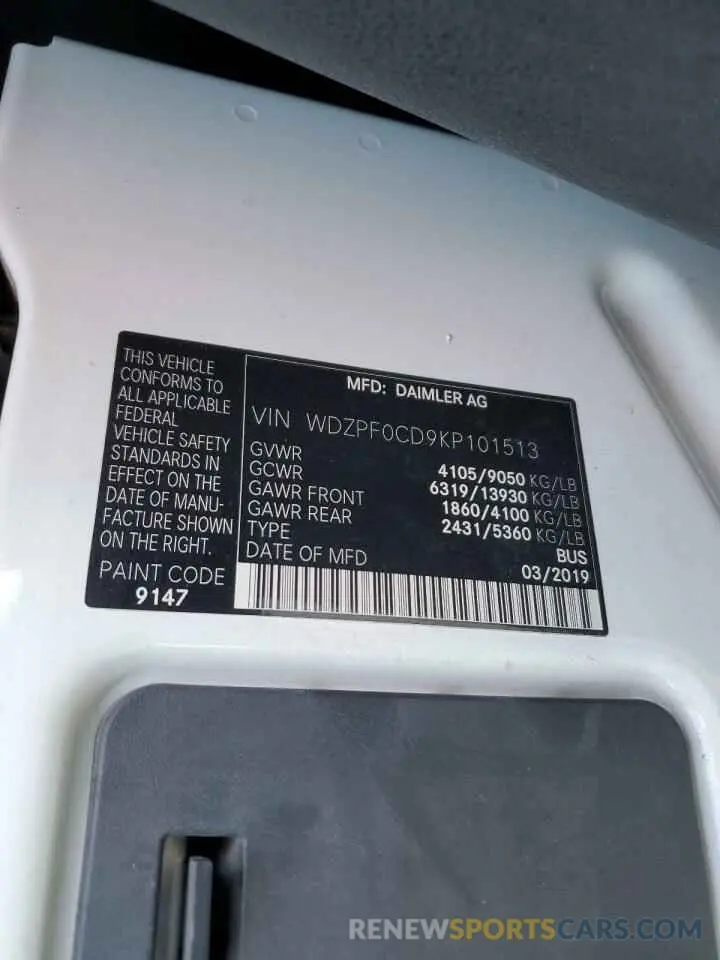 THIS VEHICLE
CONFORMS TO
ALL APPLICABLE
FEDERAL
VEHICLE SAFETY
STANDARDS IN
EFFECT ON THE
DATE OF MANU-
FACTURE SHOWN
ON THE RIGHT.
PAINT CODE
9147
MFD: DAIMLER AG
VIN WDZPF0CD9KP101513
GVWR 4105/9050 KG/LB
GCWR 6319/13930 KG/LB
GAWR FRONT 1860/4100 KG/LB
GAWR REAR 2431/5360 KG/LB
TYPE BUS
DATE OF MFD 03/2019
RENEWSPORTSCARS.COM